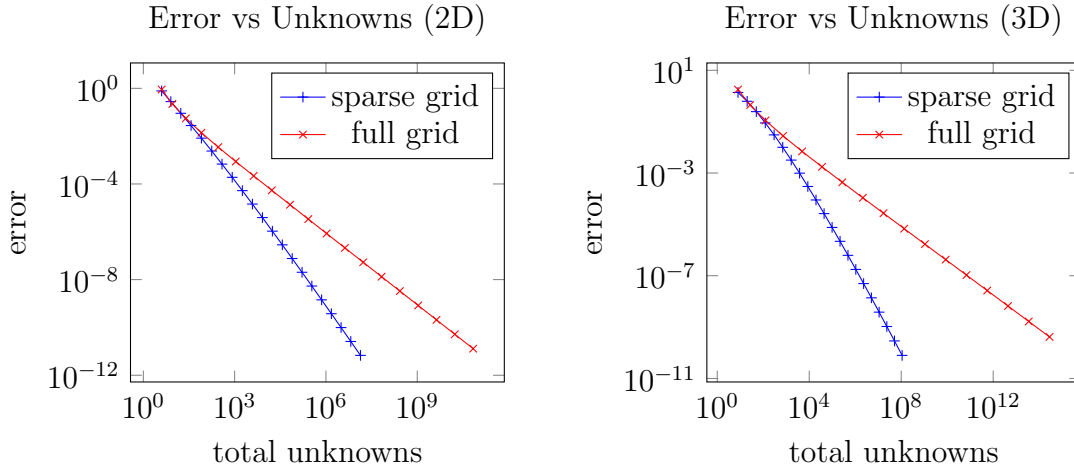 Error vs Unknowns (2D)
10^0
10^−4
10^−8
10^−12
error
sparse grid
full grid
10^0 10^3 10^6 10^9
total unknowns
Error vs Unknowns (3D)
10^1
10^−3
10^−7
10^−11
error
sparse grid
full grid
10^0 10^4 10^8 10^12
total unknowns